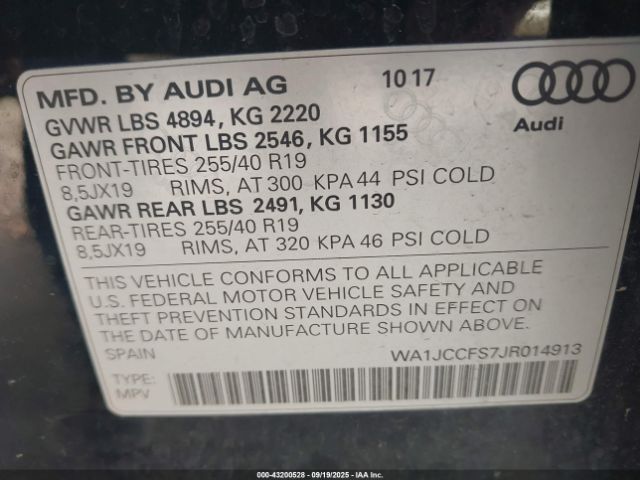 MFD. BY AUDI AG 10 17
GVWR LBS 4894, KG 2220
GAWR FRONT LBS 2546, KG 1155
FRONT-TIRES 255/40 R19
8,5JX19 RIMS, AT 300 KPA 44 PSI COLD
GAWR REAR LBS 2491, KG 1130
REAR-TIRES 255/40 R19
8,5JX19 RIMS, AT 320 KPA 46 PSI COLD
Audi
THIS VEHICLE CONFORMS TO ALL APPLICABLE
U.S. FEDERAL MOTOR VEHICLE SAFETY AND
THEFT PREVENTION STANDARDS IN EFFECT ON
THE DATE OF MANUFACTURE SHOWN ABOVE.
SPAIN WA1JCCFS7JR014913
TYPE:
MPV
000-43200528 - 09/19/2025 - IAA Inc.